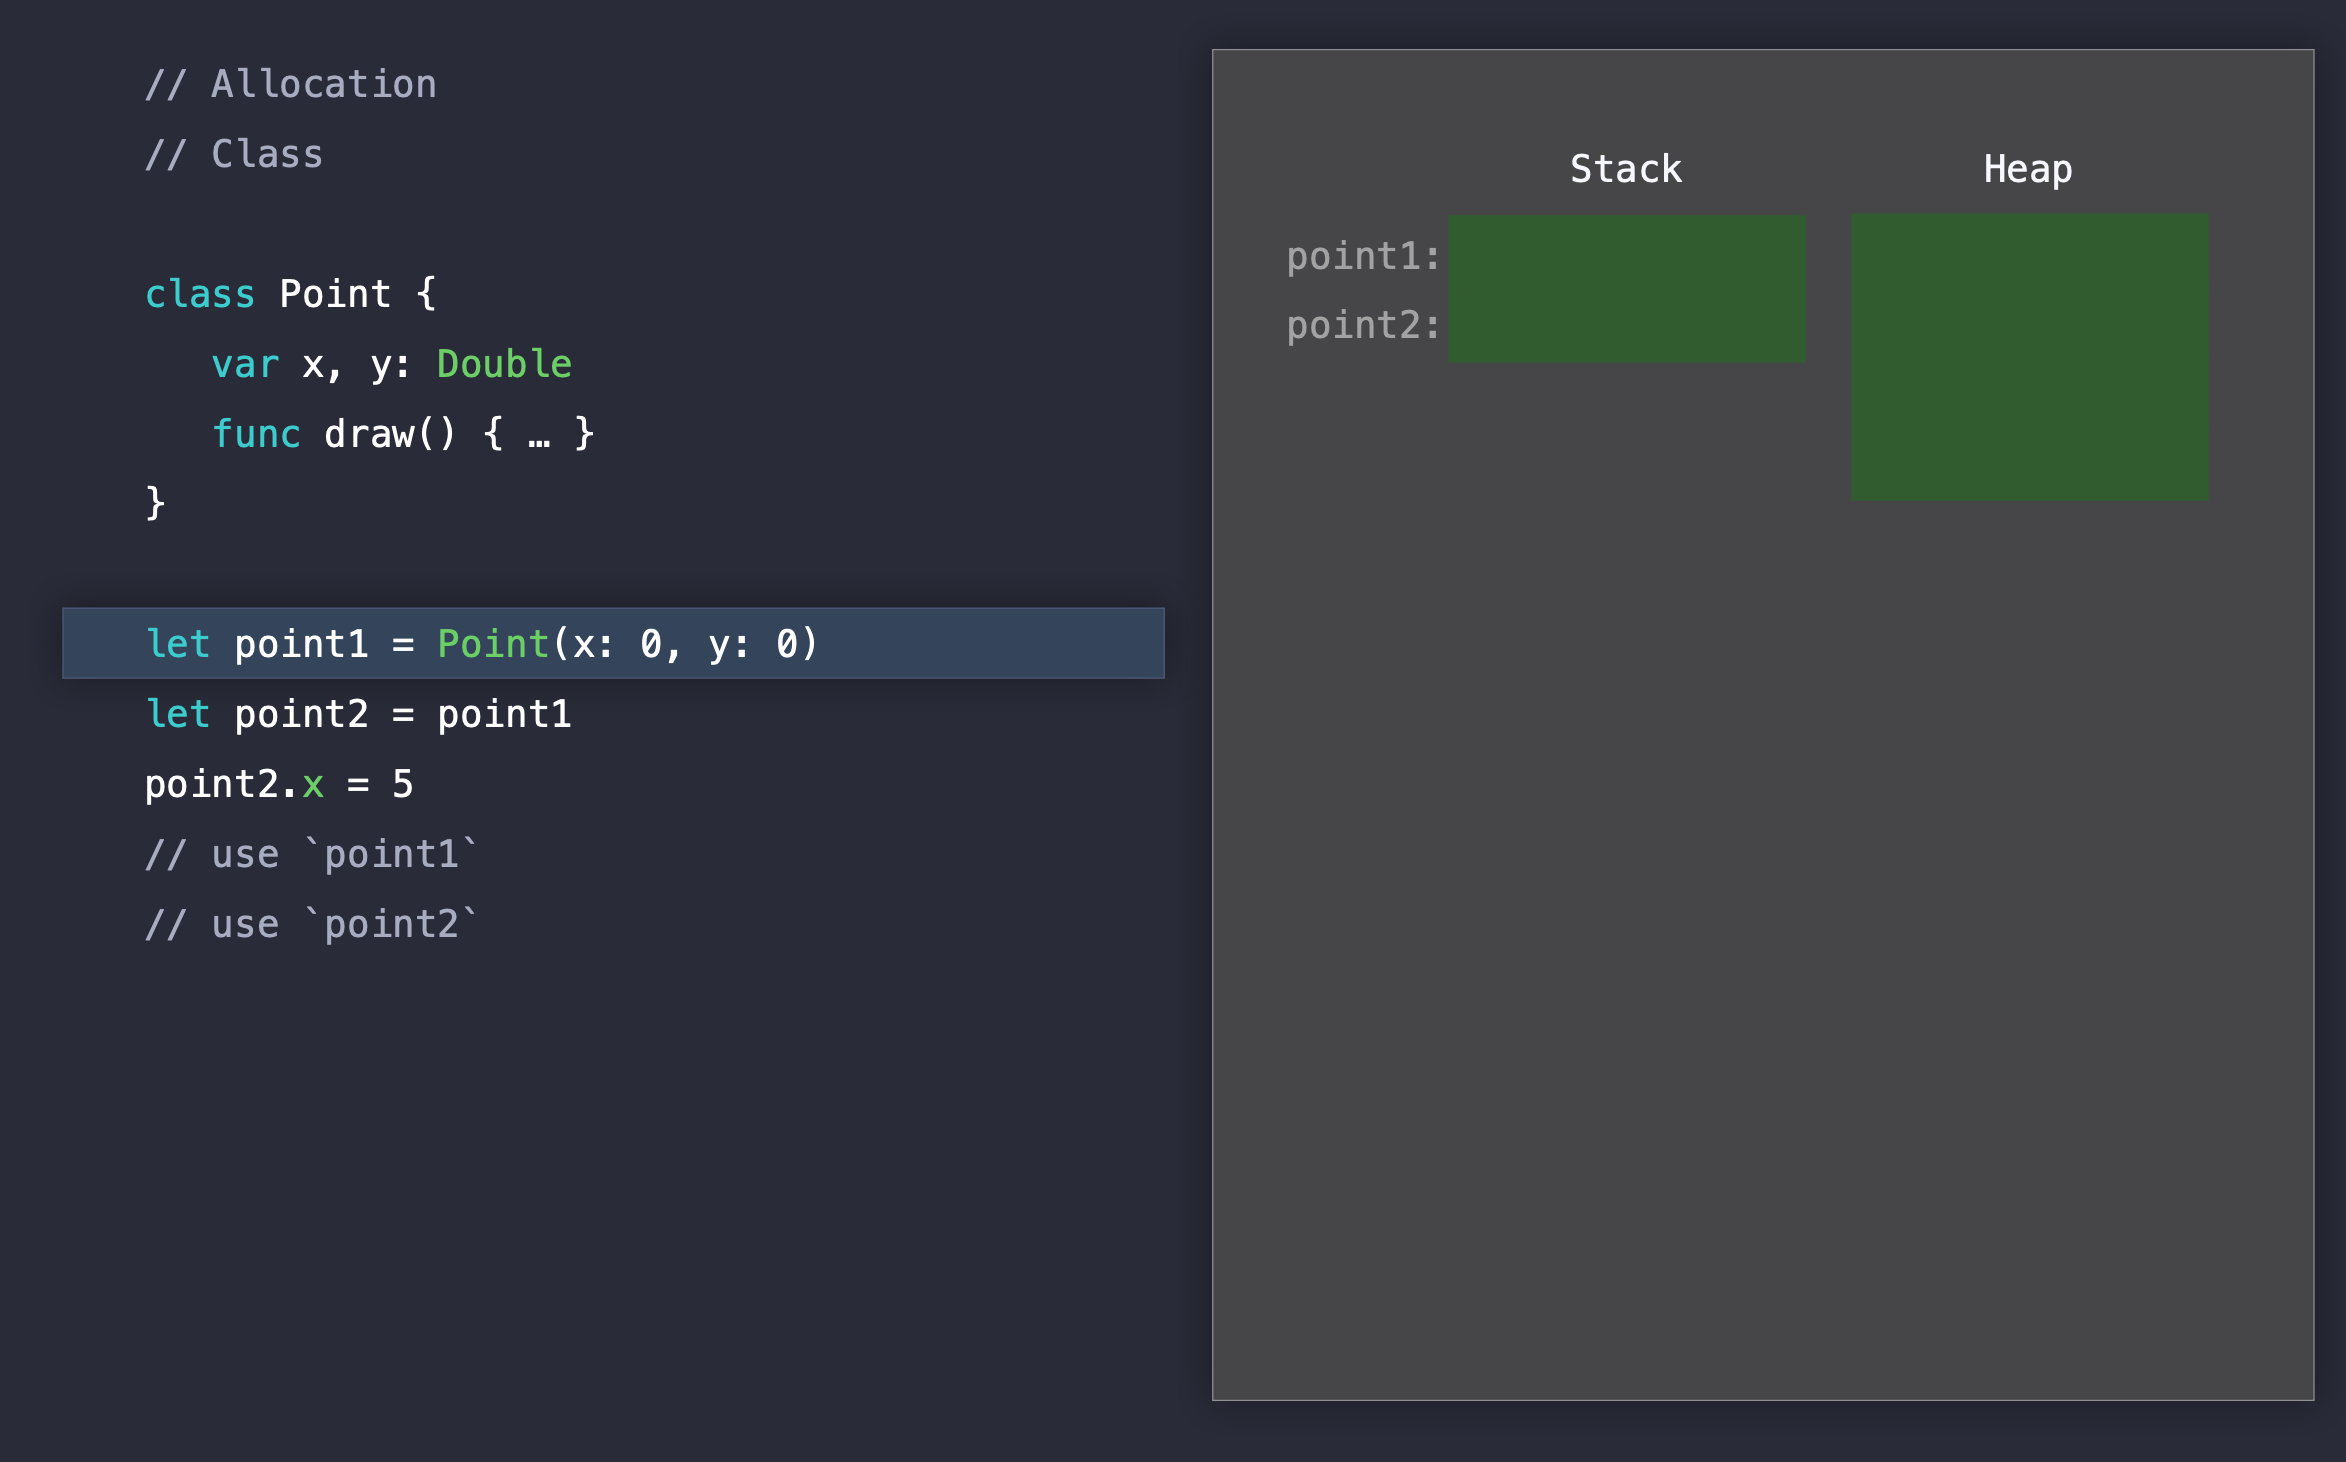 // Allocation
// Class
class Point {
   var x, y: Double
   func draw() { … }
}
let point1 = Point(x: 0, y: 0)
let point2 = point1
point2.x = 5
// use `point1`
// use `point2`
Stack Heap
point1:
point2: